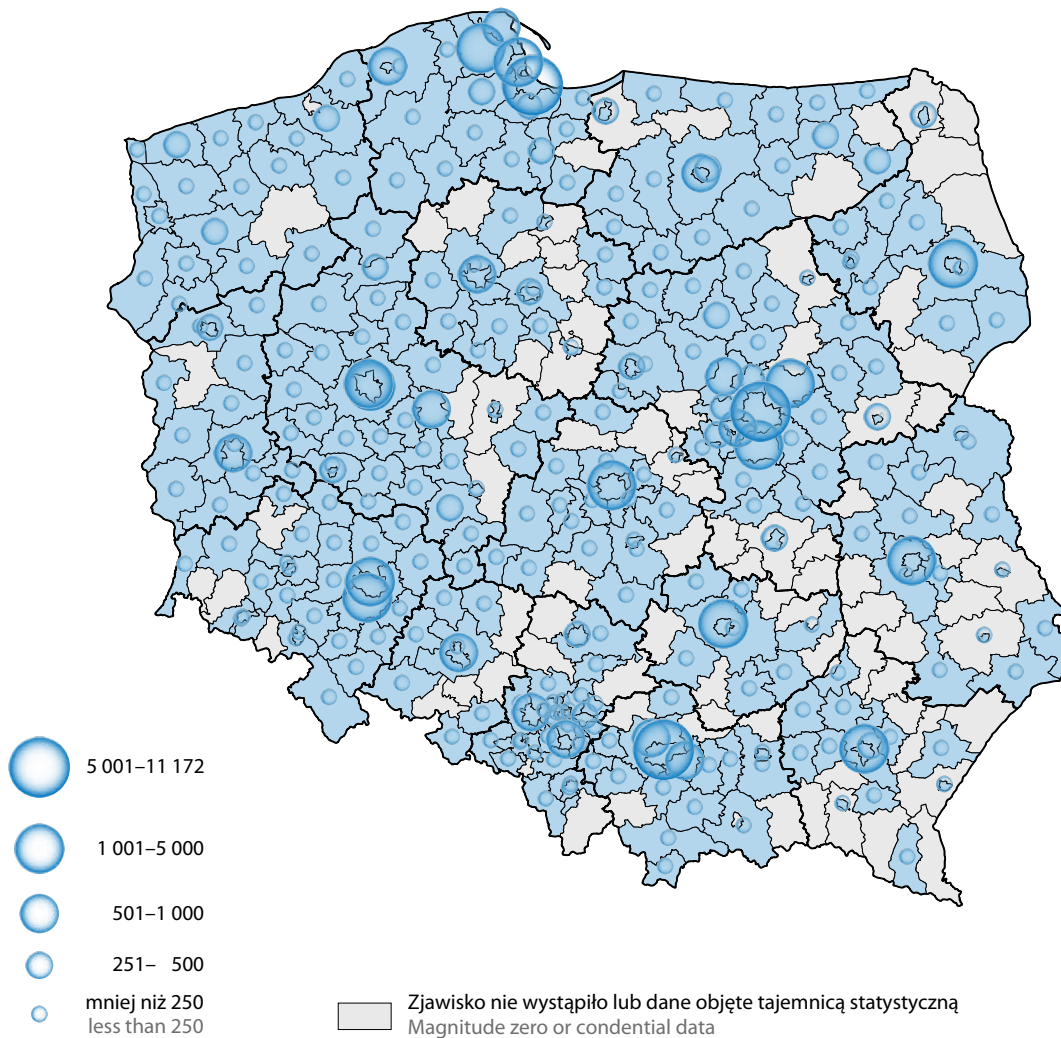 5 001–11 172
1 001–5 000
501–1 000
251– 500
mniej niż 250
less than 250
Zjawisko nie wystąpiło lub dane objęte tajemnicą statystyczną
Magnitude zero or condential data